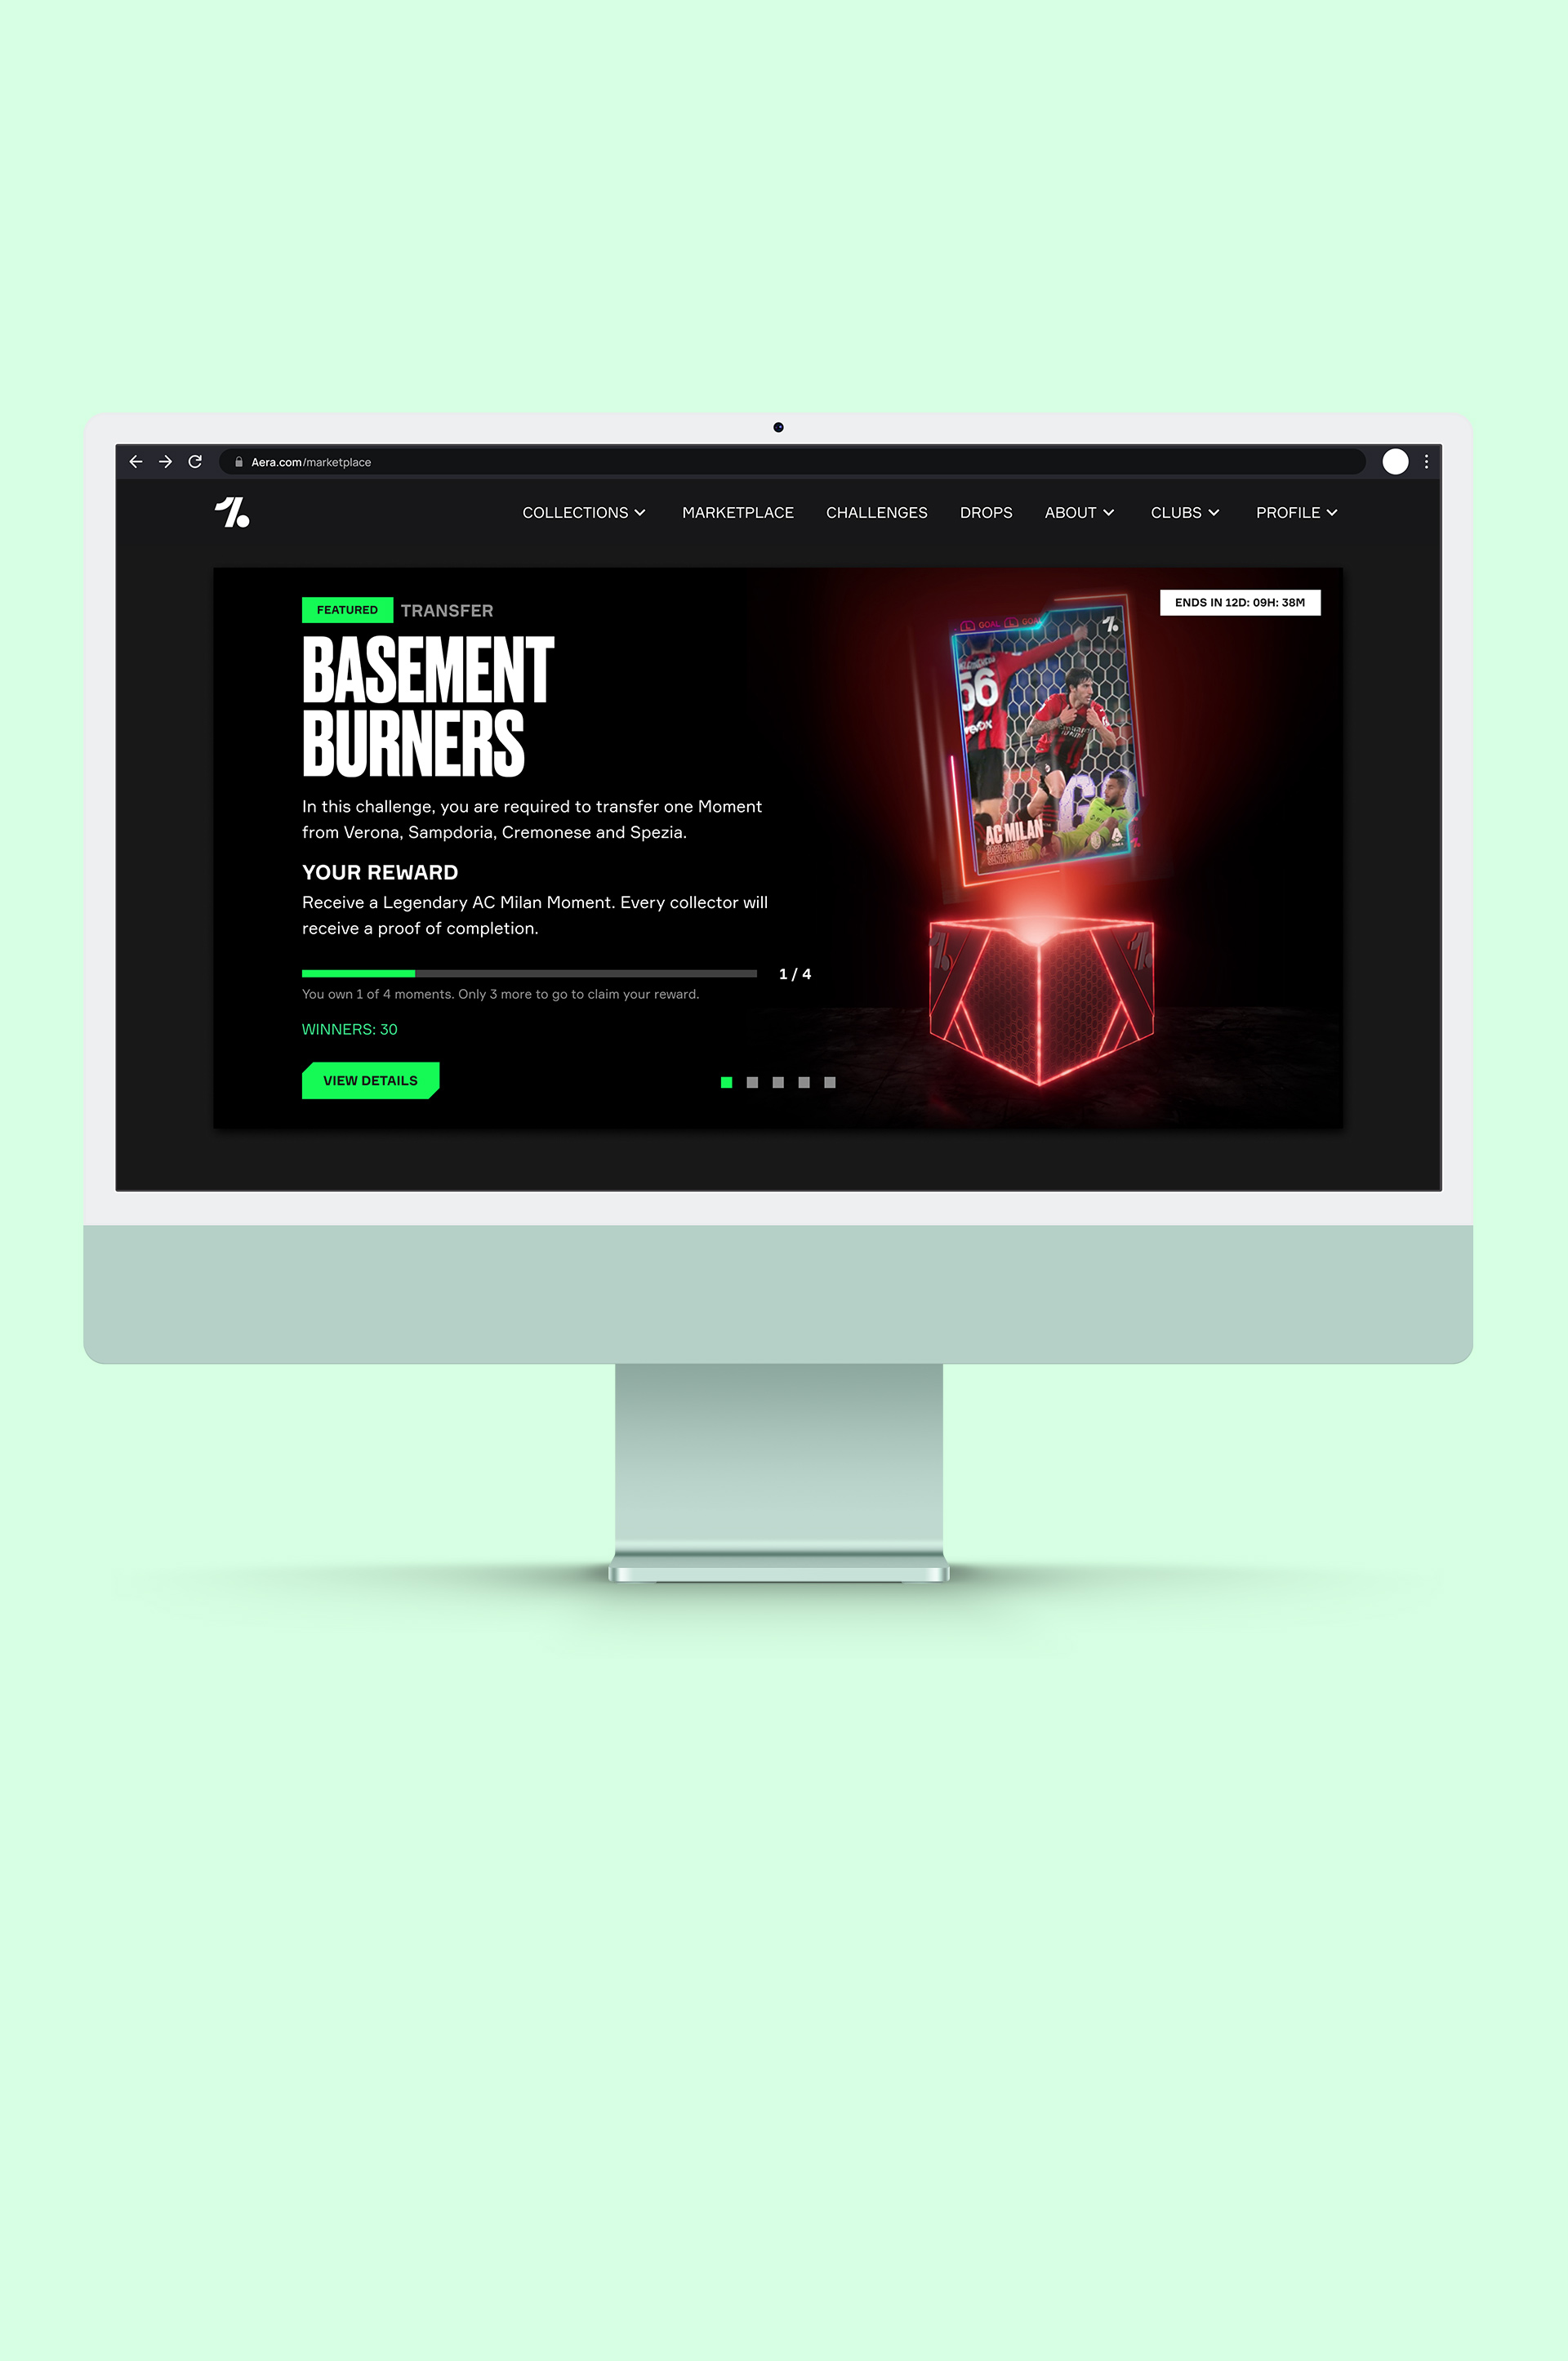 Aera.com/marketplace
COLLECTIONS MARKETPLACE CHALLENGES DROPS ABOUT CLUBS PROFILE
FEATURED TRANSFER
ENDS IN 12D: 09H: 38M
BASEMENT
BURNERS
In this challenge, you are required to transfer one Moment
from Verona, Sampdoria, Cremonese and Spezia.
YOUR REWARD
Receive a Legendary AC Milan Moment. Every collector will
receive a proof of completion.
1 / 4
You own 1 of 4 moments. Only 3 more to go to claim your reward.
WINNERS: 30
VIEW DETAILS
GOAL GOAL
56
AC MILAN